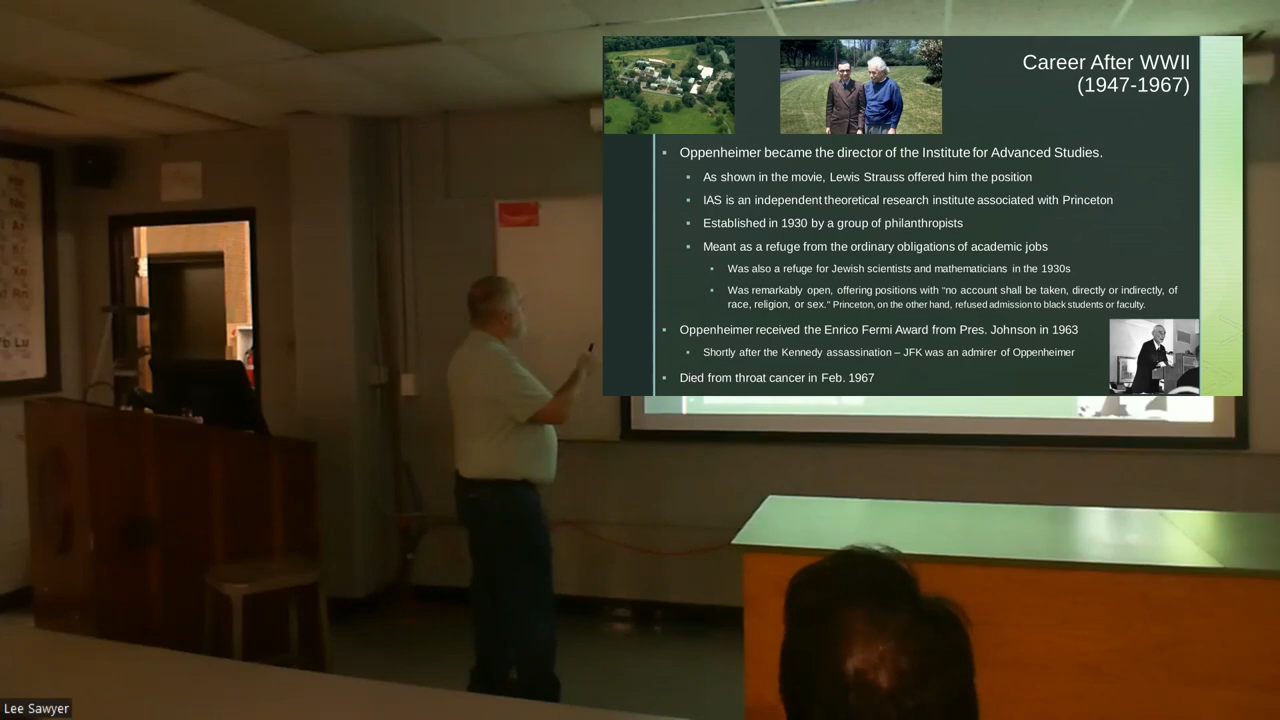 Career After WWII
(1947-1967)
▪ Oppenheimer became the director of the Institute for Advanced Studies.
▪ As shown in the movie, Lewis Strauss offered him the position
▪ IAS is an independent theoretical research institute associated with Princeton
▪ Established in 1930 by a group of philanthropists
▪ Meant as a refuge from the ordinary obligations of academic jobs
▪ Was also a refuge for Jewish scientists and mathematicians in the 1930s
▪ Was remarkably open, offering positions with “no account shall be taken, directly or indirectly, of
race, religion, or sex.” Princeton, on the other hand, refused admission to black students or faculty.
▪ Oppenheimer received the Enrico Fermi Award from Pres. Johnson in 1963
▪ Shortly after the Kennedy assassination – JFK was an admirer of Oppenheimer
▪ Died from throat cancer in Feb. 1967
Ar
Kr
Lu
Lee Sawyer